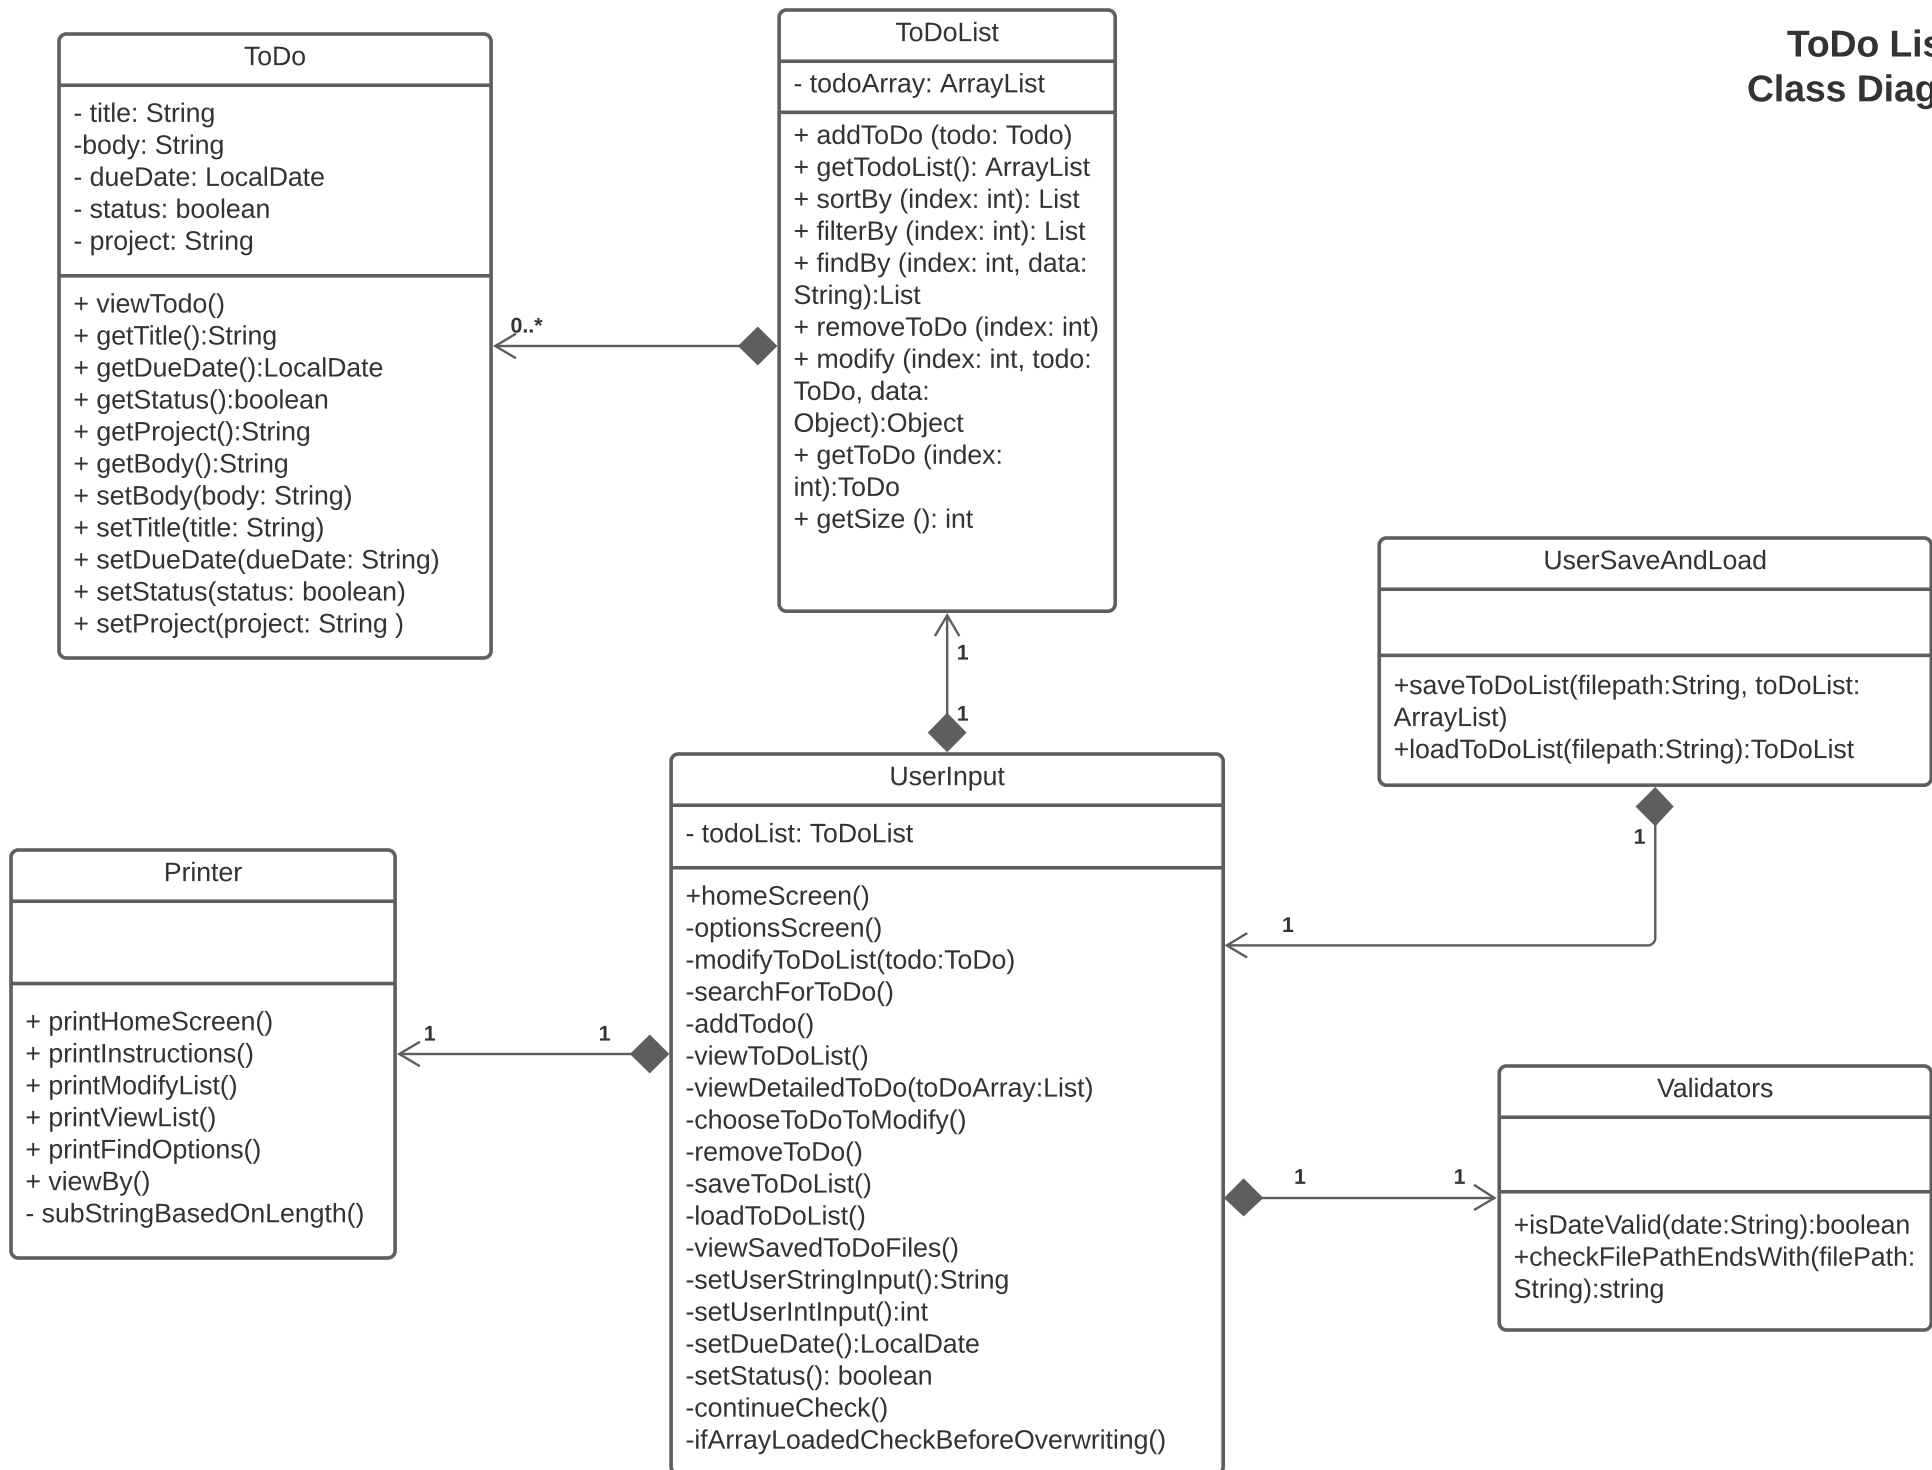 ToDo Lis
Class Diag
ToDo
- title: String
-body: String
- dueDate: LocalDate
- status: boolean
- project: String
+ viewTodo()
+ getTitle():String
+ getDueDate():LocalDate
+ getStatus():boolean
+ getProject():String
+ getBody():String
+ setBody(body: String)
+ setTitle(title: String)
+ setDueDate(dueDate: String)
+ setStatus(status: boolean)
+ setProject(project: String )
0..*
ToDoList
- todoArray: ArrayList
+ addToDo (todo: Todo)
+ getTodoList(): ArrayList
+ sortBy (index: int): List
+ filterBy (index: int): List
+ findBy (index: int, data:
String):List
+ removeToDo (index: int)
+ modify (index: int, todo:
ToDo, data:
Object):Object
+ getToDo (index:
int):ToDo
+ getSize (): int
1
1
UserSaveAndLoad
+saveToDoList(filepath:String, toDoList:
ArrayList)
+loadToDoList(filepath:String):ToDoList
1
1
UserInput
- todoList: ToDoList
+homeScreen()
-optionsScreen()
-modifyToDoList(todo:ToDo)
-searchForToDo()
-addTodo()
-viewToDoList()
-viewDetailedToDo(toDoArray:List)
-chooseToDoToModify()
-removeToDo()
-saveToDoList()
-loadToDoList()
-viewSavedToDoFiles()
-setUserStringInput():String
-setUserIntInput():int
-setDueDate():LocalDate
-setStatus(): boolean
-continueCheck()
-ifArrayLoadedCheckBeforeOverwriting()
Printer
+ printHomeScreen()
+ printInstructions()
+ printModifyList()
+ printViewList()
+ printFindOptions()
+ viewBy()
- subStringBasedOnLength()
1
1
1
1
Validators
+isDateValid(date:String):boolean
+checkFilePathEndsWith(filePath:
String):string